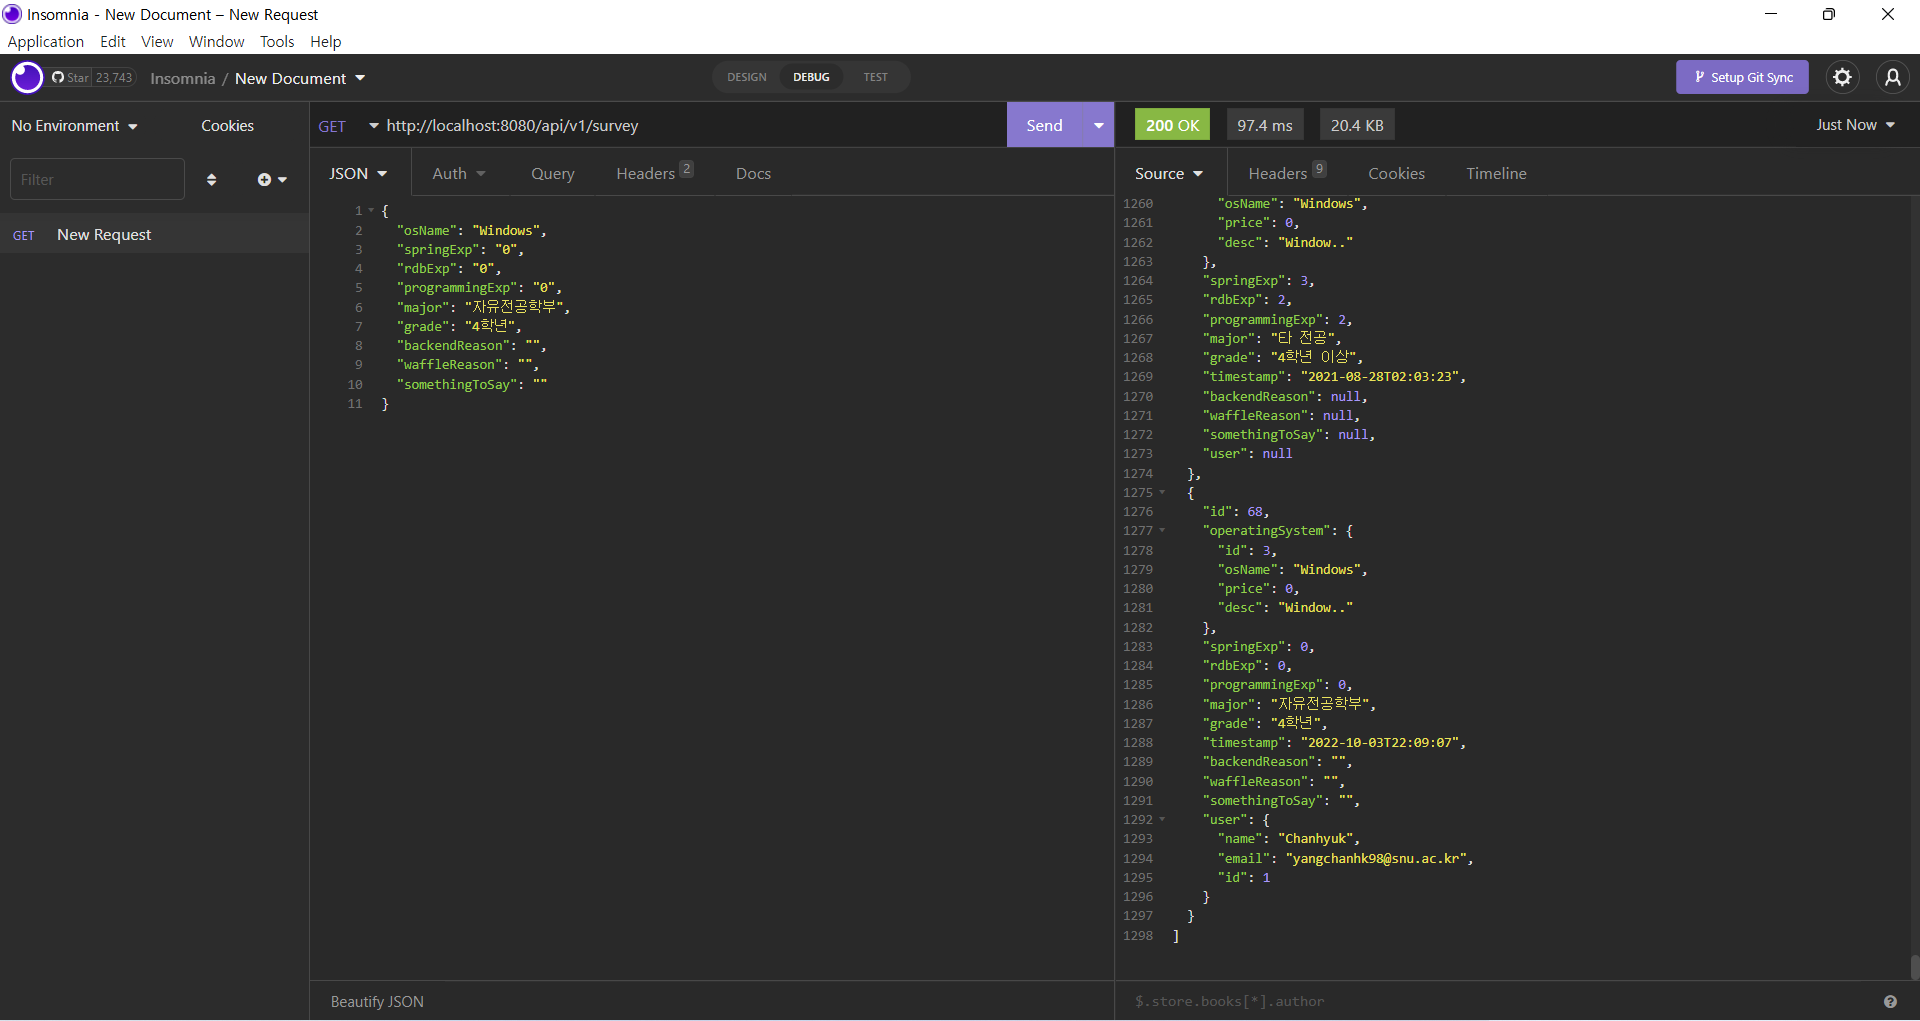 Insomnia - New Document – New Request
Application Edit View Window Tools Help
Star 23,743 Insomnia / New Document
DESIGN DEBUG TEST
Setup Git Sync
No Environment Cookies
Filter
GET New Request
GET http://localhost:8080/api/v1/survey
Send
JSON Auth Query Headers 2 Docs
1 {
2 "osName": "Windows",
3 "springExp": "0",
4 "rdbExp": "0",
5 "programmingExp": "0",
6 "major": "자유전공학부",
7 "grade": "4학년",
8 "backendReason": "",
9 "waffleReason": "",
10 "somethingToSay": ""
11 }
Beautify JSON
200 OK 97.4 ms 20.4 KB Just Now
Source Headers 9 Cookies Timeline
1260 "osName": "Windows",
1261 "price": 0,
1262 "desc": "Window.."
1263 },
1264 "springExp": 3,
1265 "rdbExp": 2,
1266 "programmingExp": 2,
1267 "major": "타 전공",
1268 "grade": "4학년 이상",
1269 "timestamp": "2021-08-28T02:03:23",
1270 "backendReason": null,
1271 "waffleReason": null,
1272 "somethingToSay": null,
1273 "user": null
1274 },
1275 {
1276 "id": 68,
1277 "operatingSystem": {
1278 "id": 3,
1279 "osName": "Windows",
1280 "price": 0,
1281 "desc": "Window.."
1282 },
1283 "springExp": 0,
1284 "rdbExp": 0,
1285 "programmingExp": 0,
1286 "major": "자유전공학부",
1287 "grade": "4학년",
1288 "timestamp": "2022-10-03T22:09:07",
1289 "backendReason": "",
1290 "waffleReason": "",
1291 "somethingToSay": "",
1292 "user": {
1293 "name": "Chanhyuk",
1294 "email": "yangchanhk98@snu.ac.kr",
1295 "id": 1
1296 }
1297 }
1298 ]
$.store.books[*].author